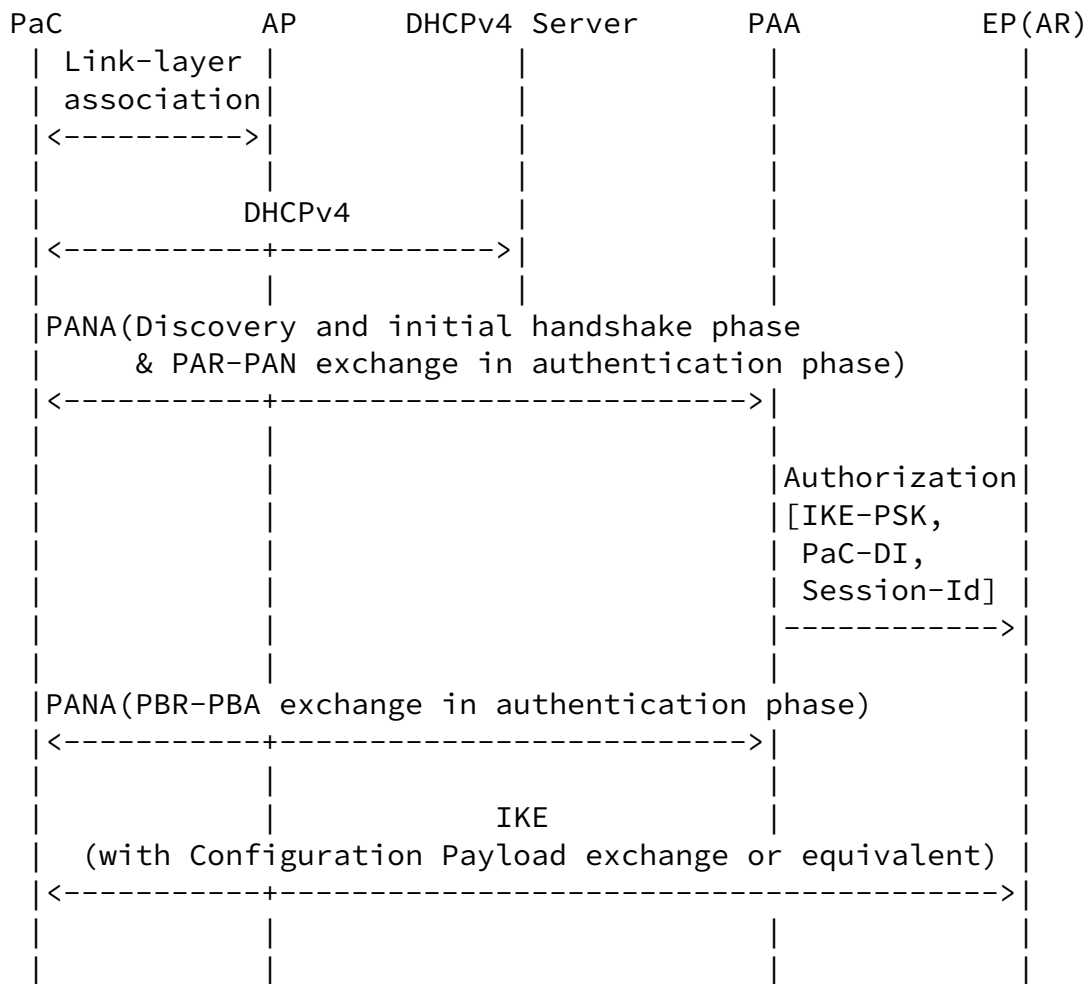 PaC AP DHCPv4 Server PAA EP(AR)
Link-layer
association
<---------->
DHCPv4
<-----------+------------>
PANA(Discovery and initial handshake phase
& PAR-PAN exchange in authentication phase)
<-----------+-------------------------->
Authorization
[IKE-PSK,
PaC-DI,
Session-Id]
------------>
PANA(PBR-PBA exchange in authentication phase)
<-----------+-------------------------->
IKE
(with Configuration Payload exchange or equivalent)
<-----------+---------------------------------------->